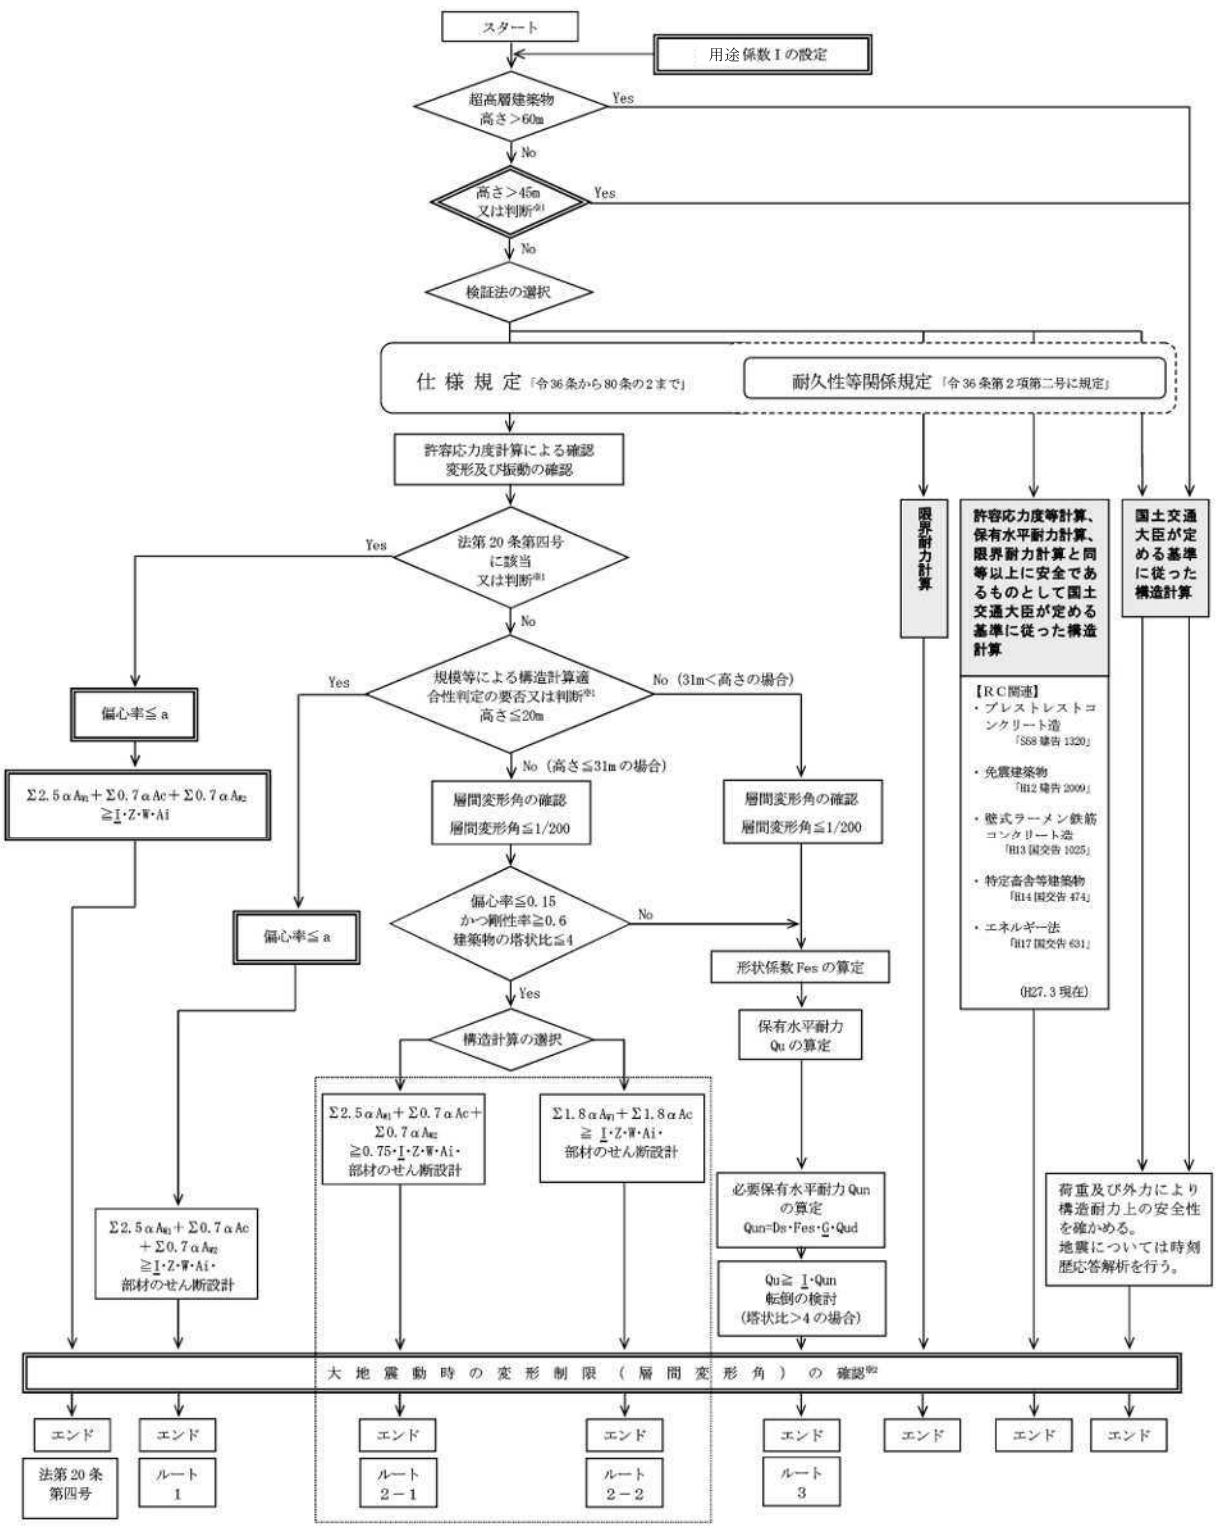 スタート
用途係数Ｉの設定
超高層建築物
高さ＞60m
Yes
No
高さ＞45m
又は判断※1
Yes
No
検証法の選択
仕様規定「令36条から80条の2まで」
耐久性等関係規定「令36条第２項第二号に規定」
許容応力度計算による確認
変形及び振動の確認
法第20条第四号
に該当
又は判断※1
Yes
No
限界耐力計算
許容応力度等計算、
保有水平耐力計算、
限界耐力計算と同
等以上に安全であ
るものとして国土
交通大臣が定める
基準に従った構造
計算
国土交通
大臣が定
める基準
に従った
構造計算
規模等による構造計算適
合性判定の要否又は判断※1
高さ≦20m
Yes
No（31m＜高さの場合）
No（高さ≦31mの場合）
【ＲＣ関連】
・プレストレストコ
ンクリート造
「S58建告1320」
・免震建築物
「H12建告2009」
・壁式ラーメン鉄筋
コンクリート造
「H13国交告1025」
・特定畜舎等建築物
「H14国交告474」
・エネルギー法
「H17国交告631」
(H27.3現在)
偏心率≦a
Σ2.5αAW1＋Σ0.7αAc＋Σ0.7αAW2
≧I・Z・W・Ai
層間変形角の確認
層間変形角≦1/200
層間変形角の確認
層間変形角≦1/200
偏心率≦0.15
かつ剛性率≧0.6
建築物の塔状比≦4
No
Yes
偏心率≦a
形状係数Fesの算定
保有水平耐力
Quの算定
構造計算の選択
Σ2.5αAW1＋Σ0.7αAc＋
Σ0.7αAW2
≧0.75・I・Z・W・Ai・
部材のせん断設計
Σ1.8αAW1＋Σ1.8αAc
≧ I・Z・W・Ai・
部材のせん断設計
必要保有水平耐力Qun
の算定
Qun=Ds・Fes・G・Qud
荷重及び外力により
構造耐力上の安全性
を確かめる。
地震については時刻
歴応答解析を行う。
Σ2.5αAW1＋Σ0.7αAc
＋Σ0.7αAW2
≧I・Z・W・Ai・
部材のせん断設計
Qu≧ I・Qun
転倒の検討
(塔状比＞4の場合)
大地震動時の変形制限（層間変形角）の確認※2
エンド
エンド
エンド
エンド
エンド
エンド
エンド
エンド
法第20条
第四号
ルート
1
ルート
2－1
ルート
2－2
ルート
3